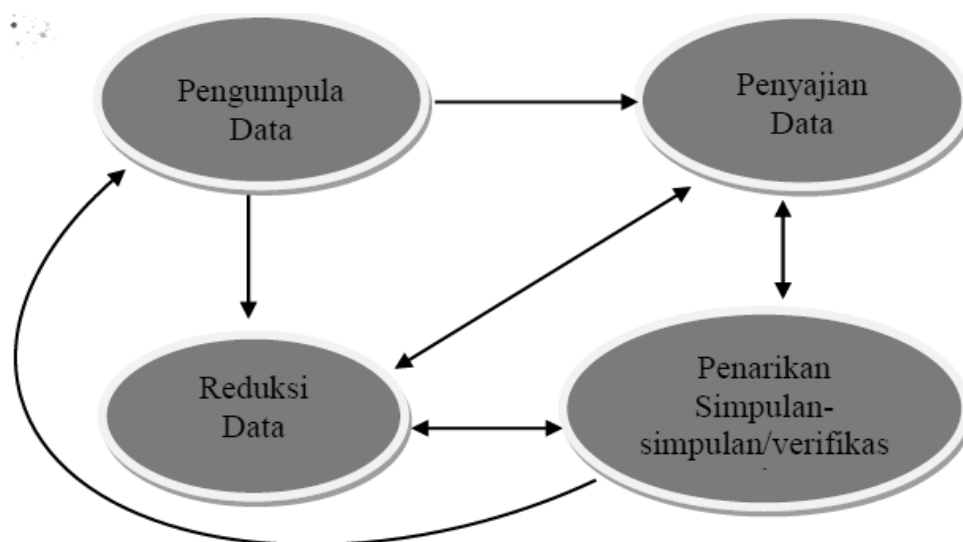 Pengumpula
Data
Penyajian
Data
Reduksi
Data
Penarikan
Simpulan-
simpulan/verifikas